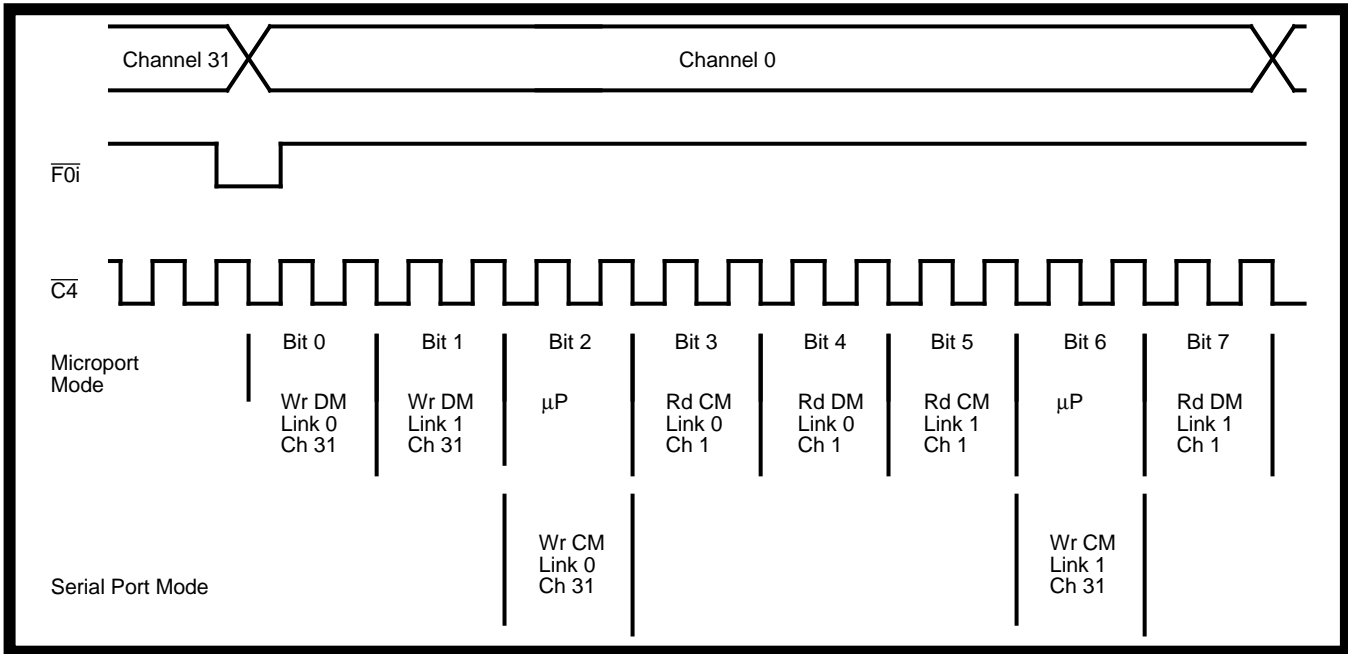 Channel 31
Channel 0
F0i
C4
Microport
Mode
Bit 0
Bit 1
Bit 2
Bit 3
Bit 4
Bit 5
Bit 6
Bit 7
Wr DM
Link 0
Ch 31
Wr DM
Link 1
Ch 31
μP
Rd CM
Link 0
Ch 1
Rd DM
Link 0
Ch 1
Rd CM
Link 1
Ch 1
μP
Rd DM
Link 1
Ch 1
Serial Port Mode
Wr CM
Link 0
Ch 31
Wr CM
Link 1
Ch 31